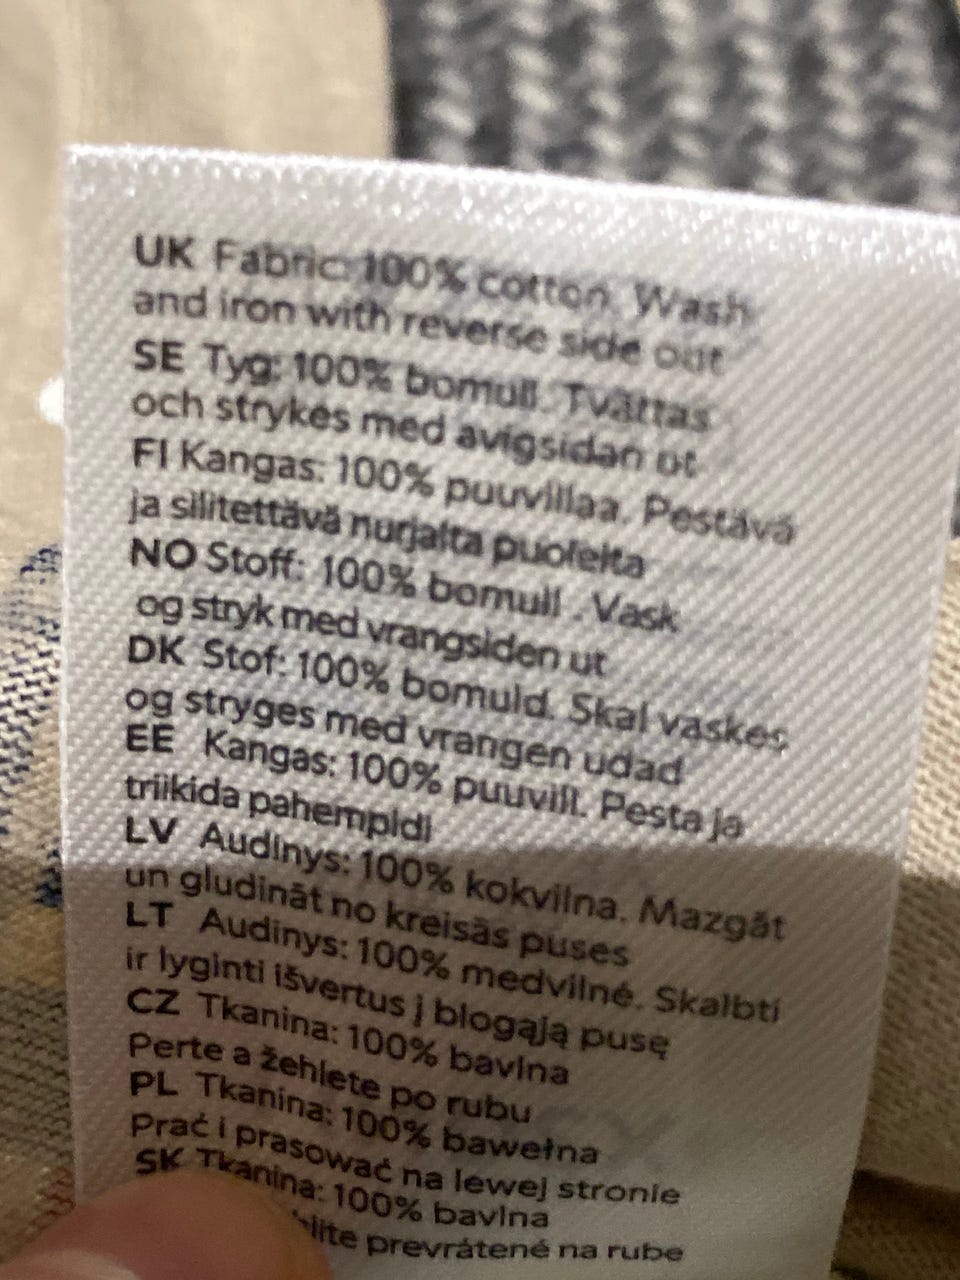 UK Fabric: 100% cotton. Wash
and iron with reverse side out
SE Tyg: 100% bomull. Tvättas
och strykes med avigsidan ut
FI Kangas: 100% puuvillaa. Pestävä
ja silitettävä nurjalta puolelta
NO Stoff: 100% bomull . Vask
og stryk med vrangsiden ut
DK Stof: 100% bomuld. Skal vaskes
og stryges med vrangen udad
EE Kangas: 100% puuvill. Pesta ja
triikida pahempidi
LV Audinys: 100% kokvilna. Mazgāt
un gludināt no kreisās puses
LT Audinys: 100% medvilnė. Skalbti
ir lyginti išvertus į blogąją pusę
CZ Tkanina: 100% bavlna
Perte a žehlete po rubu
PL Tkanina: 100% bawełna
Prać i prasować na lewej stronie
SK Tkanina: 100% bavlna
prevrátené na rube